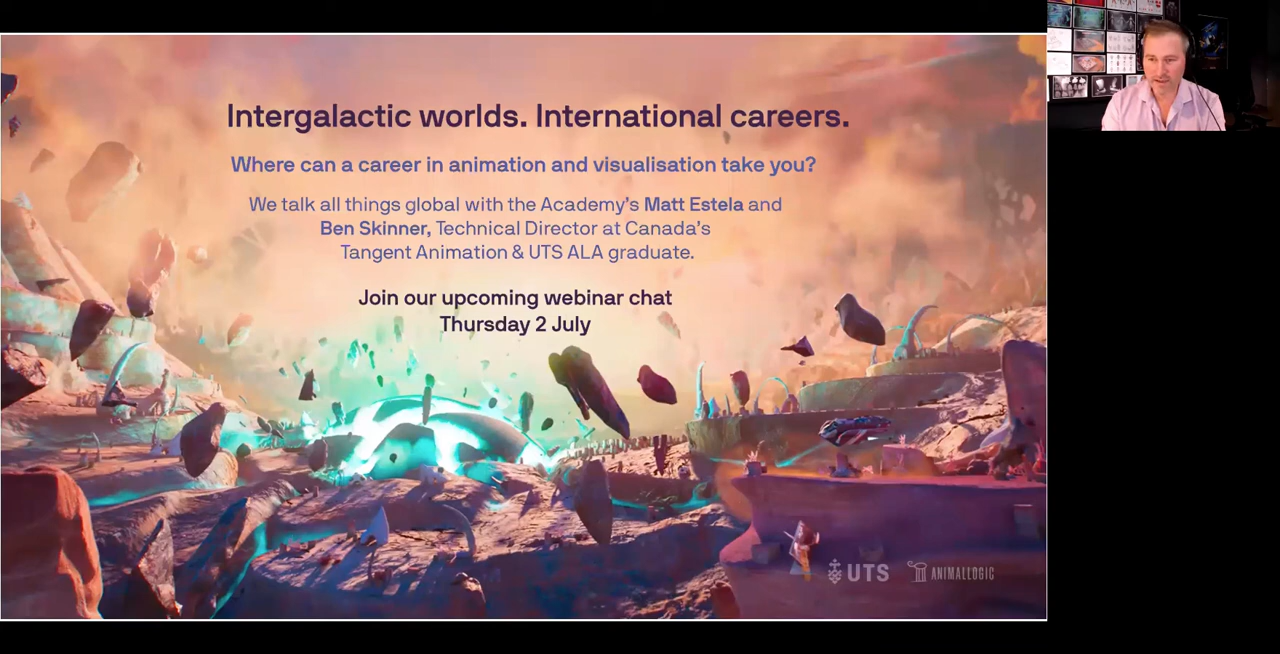 Intergalactic worlds. International careers.
Where can a career in animation and visualisation take you?
We talk all things global with the Academy's Matt Estela and
Ben Skinner, Technical Director at Canada's
Tangent Animation & UTS ALA graduate.
Join our upcoming webinar chat
Thursday 2 July
UTS
ANIMALLOGIC